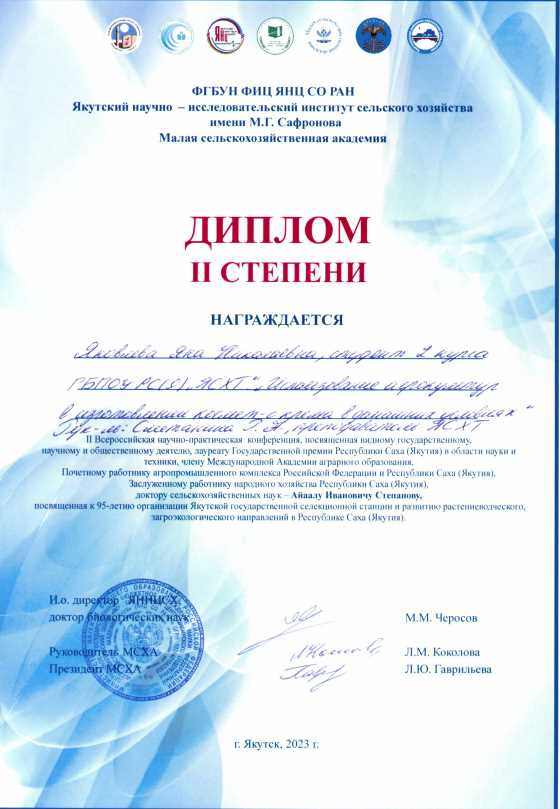 ФГБУН ФИЦ ЯНЦ СО РАН
Якутский научно – исследовательский институт сельского хозяйства
имени М.Г. Сафронова
Малая сельскохозяйственная академия
ДИПЛОМ
II СТЕПЕНИ
НАГРАЖДАЕТСЯ
Яковлева Яна Николаевна, студент 2 курса
ГБПОУ РС(Я) „ЯСХТ“, „Использование
в изготовлении космет-о крема в домашних условиях“
Рук-ль: Г. А, преподаватель ЯСХТ
II Всероссийская научно-практическая конференция, посвященная видному государственному,
научному и общественному деятелю, лауреату Государственной премии Республики Саха (Якутия) в области науки и
техники, члену Международной Академии аграрного образования,
Почетному работнику агропромышленного комплекса Российской Федерации и Республики Саха (Якутия),
Заслуженному работнику народного хозяйства Республики Саха (Якутия),
доктору сельскохозяйственных наук – Айаалу Ивановичу Степанову,
посвященная к 95-летию организации Якутской государственной селекционной станции и развитию растениеводческого,
загроэкологического направлений в Республике Саха (Якутия).
И.о. директор ЯНИИСХ,
доктор биологических наук
М.М. Черосов
Руководитель МСХА
Л.М. Коколова
Президент МСХА
Л.Ю. Гаврильева
г. Якутск, 2023 г.